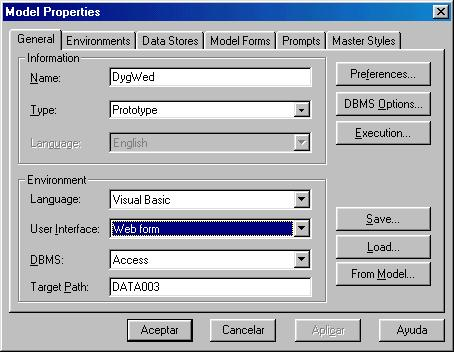 Model Properties
General Environments Data Stores Model Forms Prompts Master Styles
Information
Name: DygWed
Type: Prototype
Language: English
Preferences...
DBMS Options...
Execution...
Environment
Language: Visual Basic
User Interface: Web form
DBMS: Access
Target Path: DATA003
Save...
Load...
From Model...
Aceptar Cancelar Aplicar Ayuda